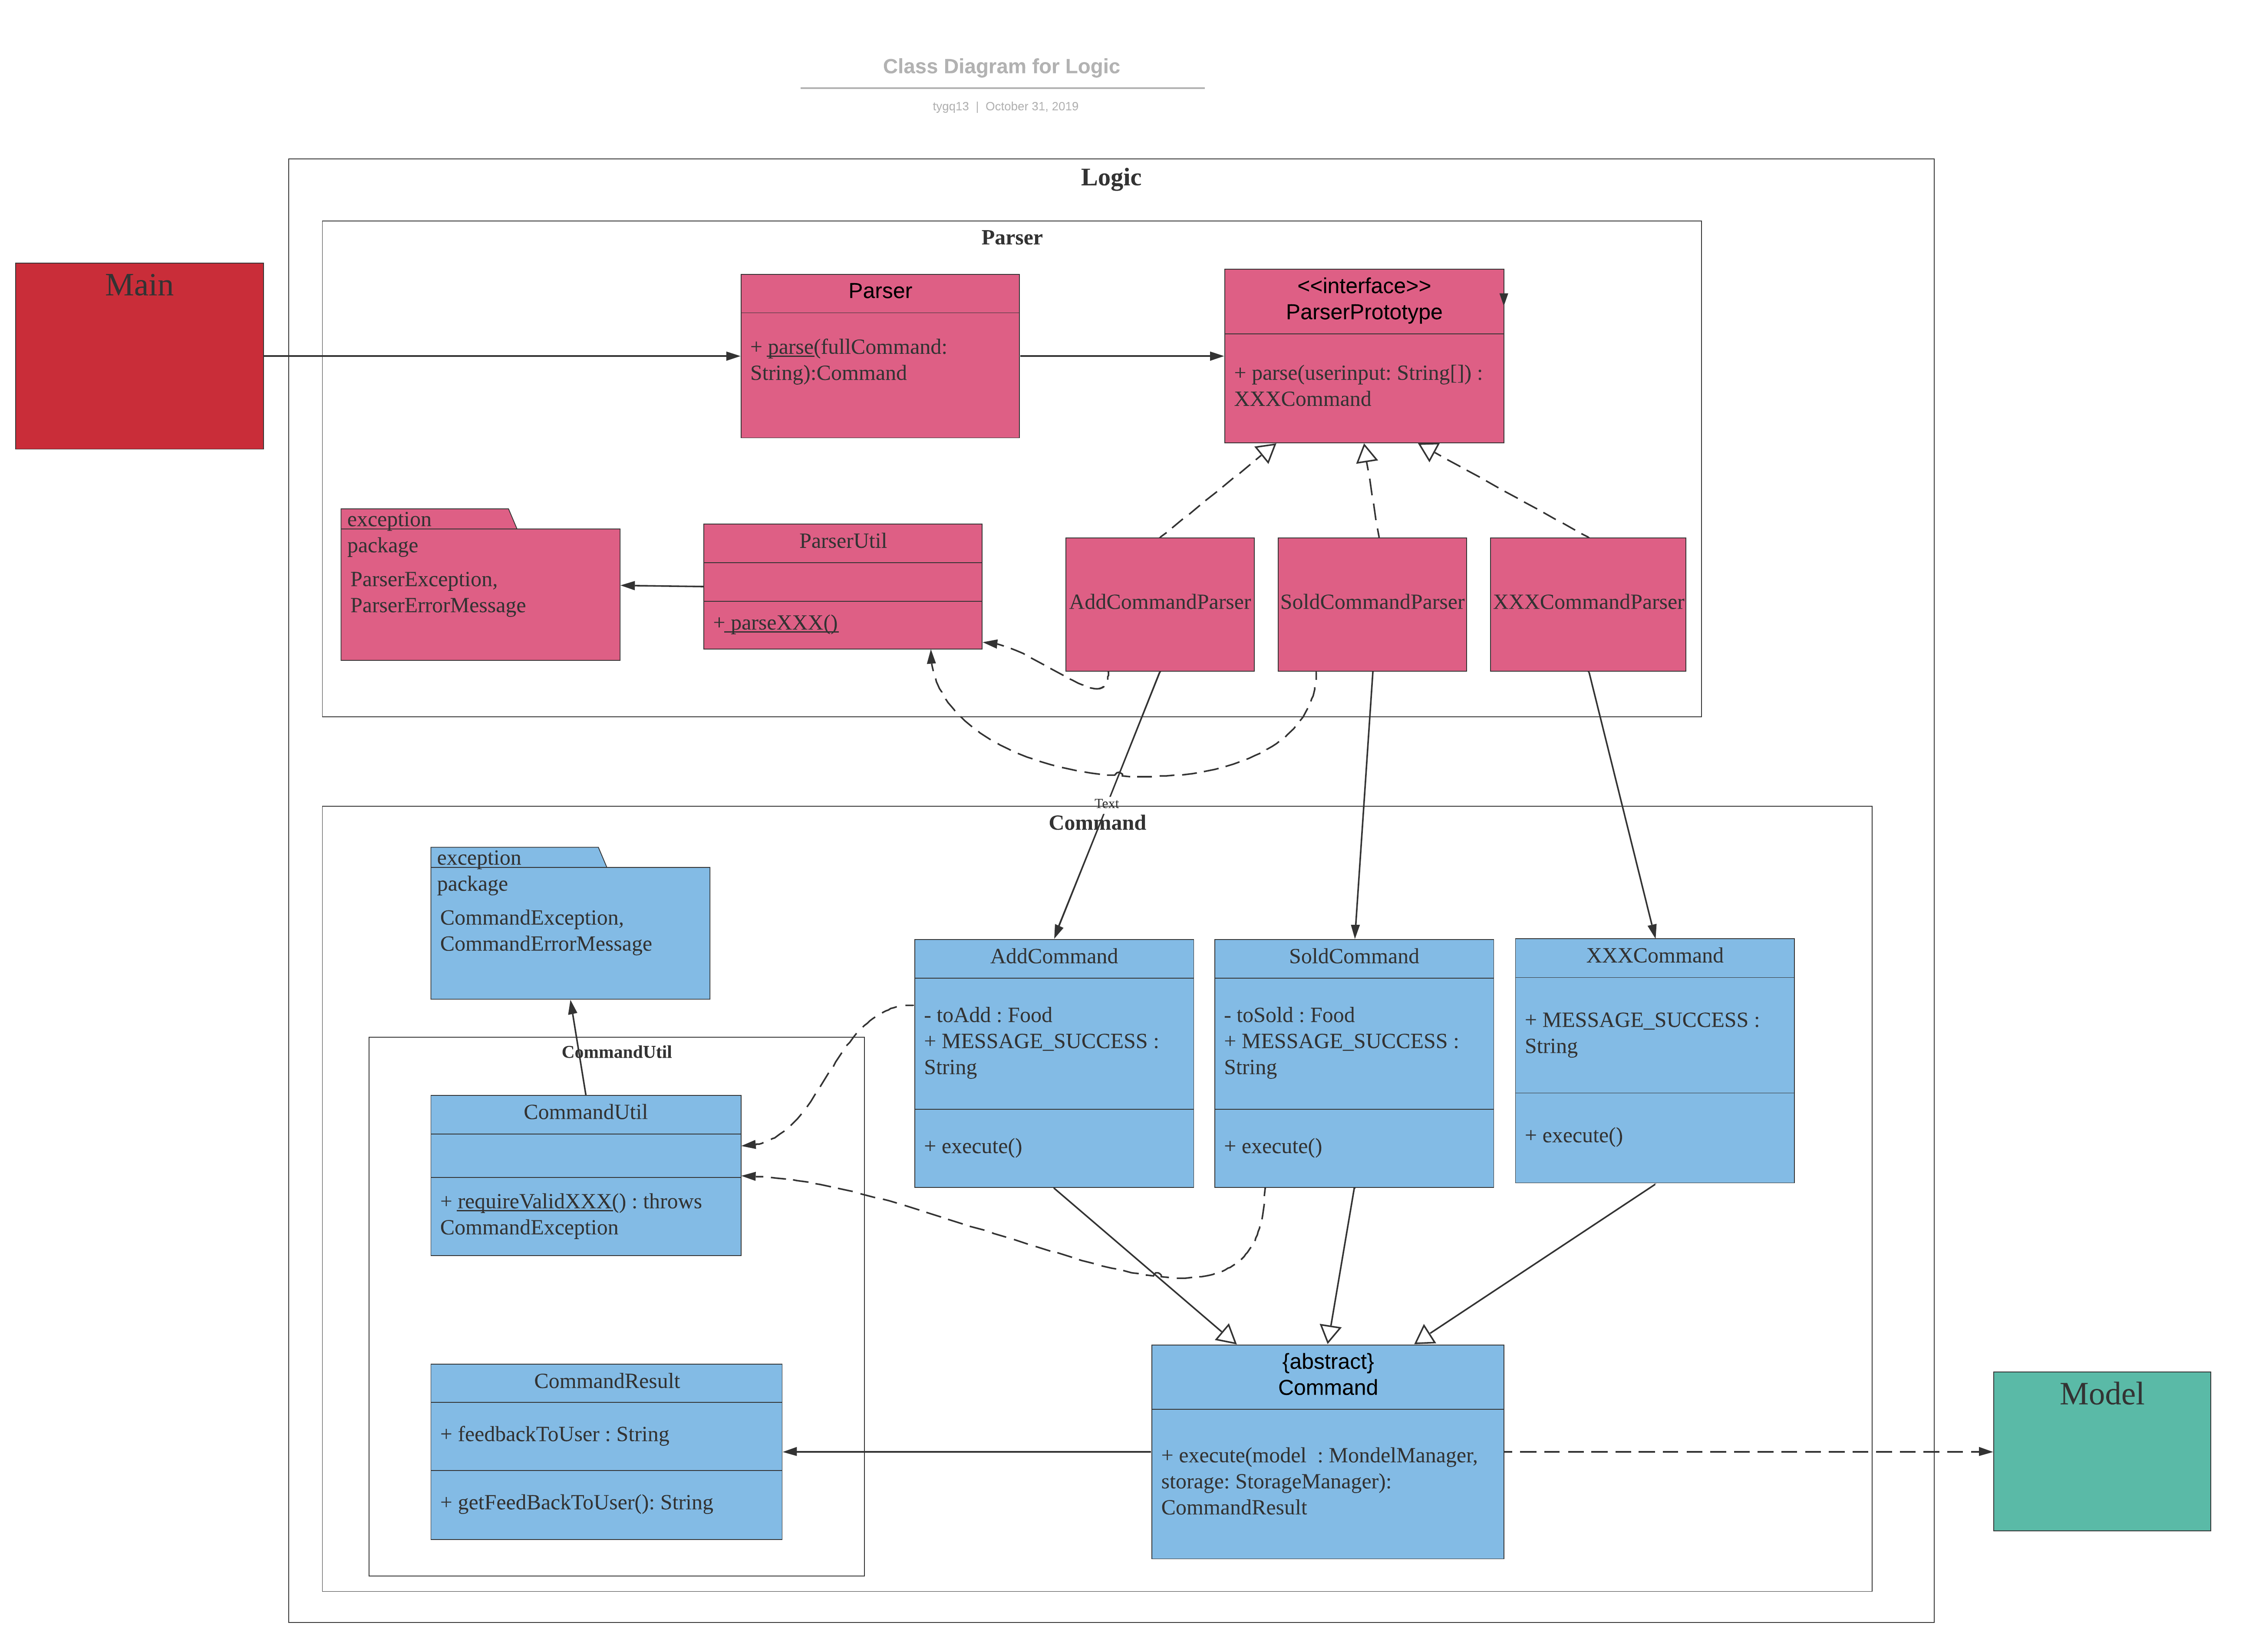 Class Diagram for Logic
tygq13 | October 31, 2019
Logic
Parser
Main
Parser
+ parse(fullCommand:
String):Command
<<interface>>
ParserPrototype
+ parse(userinput: String[]) :
XXXCommand
exception
package
ParserException,
ParserErrorMessage
ParserUtil
+ parseXXX()
AddCommandParser
SoldCommandParser
XXXCommandParser
Text
Command
exception
package
CommandException,
CommandErrorMessage
AddCommand
- toAdd : Food
+ MESSAGE_SUCCESS :
String
+ execute()
SoldCommand
- toSold : Food
+ MESSAGE_SUCCESS :
String
+ execute()
XXXCommand
+ MESSAGE_SUCCESS :
String
+ execute()
CommandUtil
CommandUtil
+ requireValidXXX() : throws
CommandException
CommandResult
+ feedbackToUser : String
+ getFeedBackToUser(): String
{abstract}
Command
+ execute(model : MondelManager,
storage: StorageManager):
CommandResult
Model